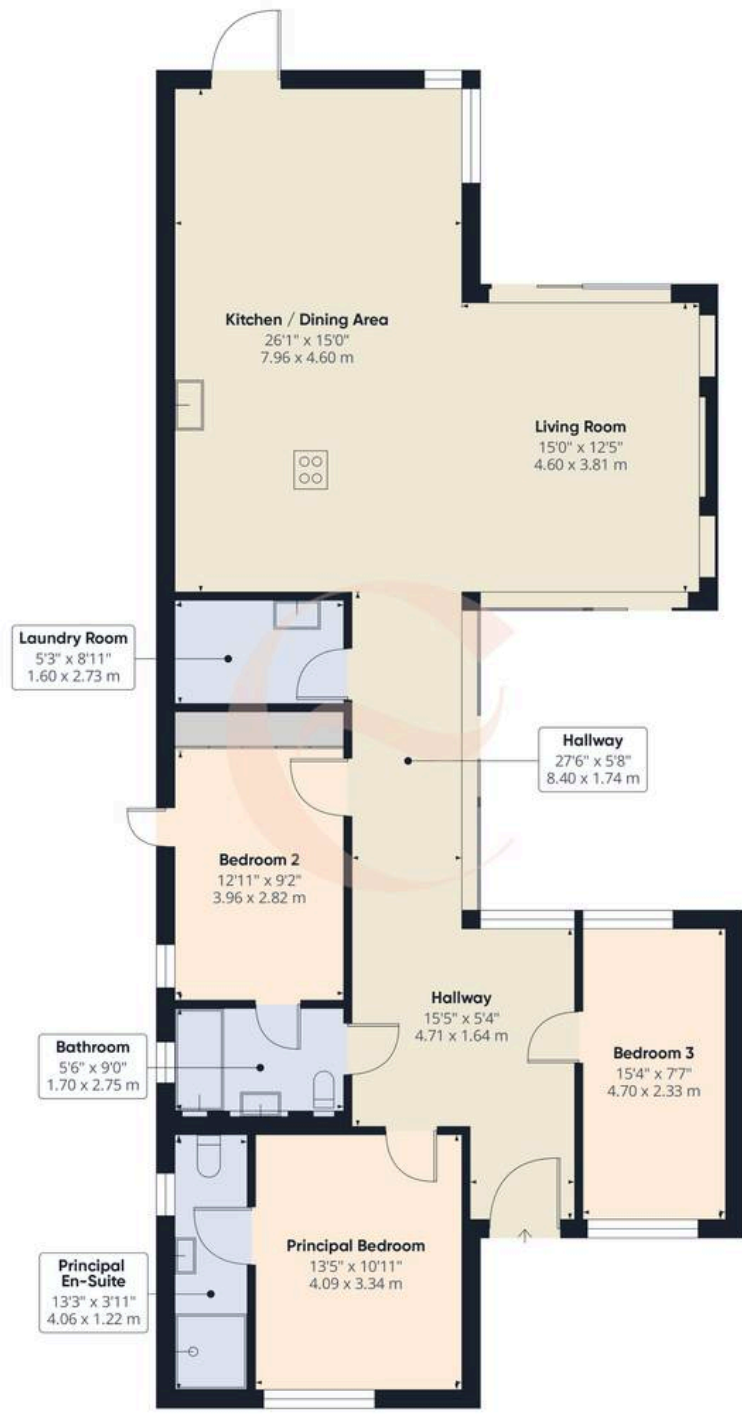 Kitchen / Dining Area
26'1" x 15'0"
7.96 x 4.60 m
Living Room
15'0" x 12'5"
4.60 x 3.81 m
Laundry Room
5'3" x 8'11"
1.60 x 2.73 m
Hallway
27'6" x 5'8"
8.40 x 1.74 m
Bedroom 2
12'11" x 9'2"
3.96 x 2.82 m
Hallway
15'5" x 5'4"
4.71 x 1.64 m
Bathroom
5'6" x 9'0"
1.70 x 2.75 m
Bedroom 3
15'4" x 7'7"
4.70 x 2.33 m
Principal Bedroom
13'5" x 10'11"
4.09 x 3.34 m
Principal
En-Suite
13'3" x 3'11"
4.06 x 1.22 m